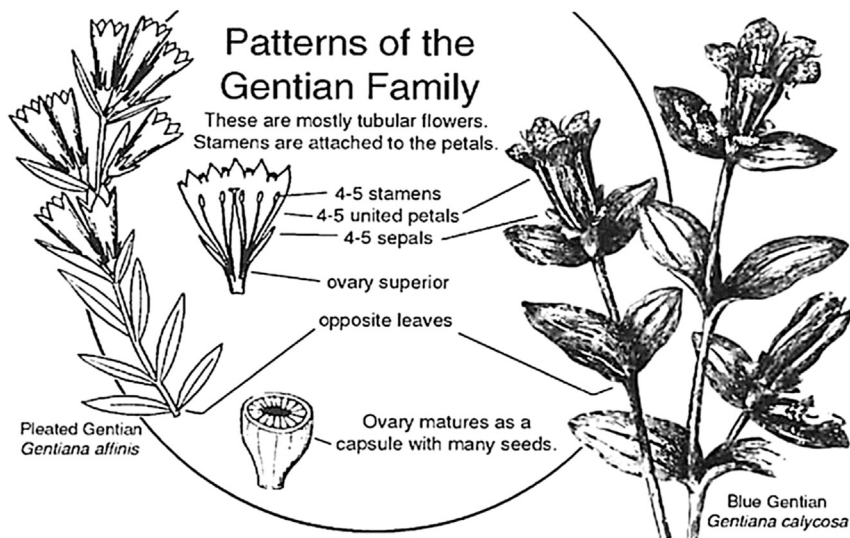 Patterns of the
Gentian Family
These are mostly tubular flowers.
Stamens are attached to the petals.
4-5 stamens
4-5 united petals
4-5 sepals
ovary superior
opposite leaves
Ovary matures as a
capsule with many seeds.
Pleated Gentian
Gentiana affinis
Blue Gentian
Gentiana calycosa